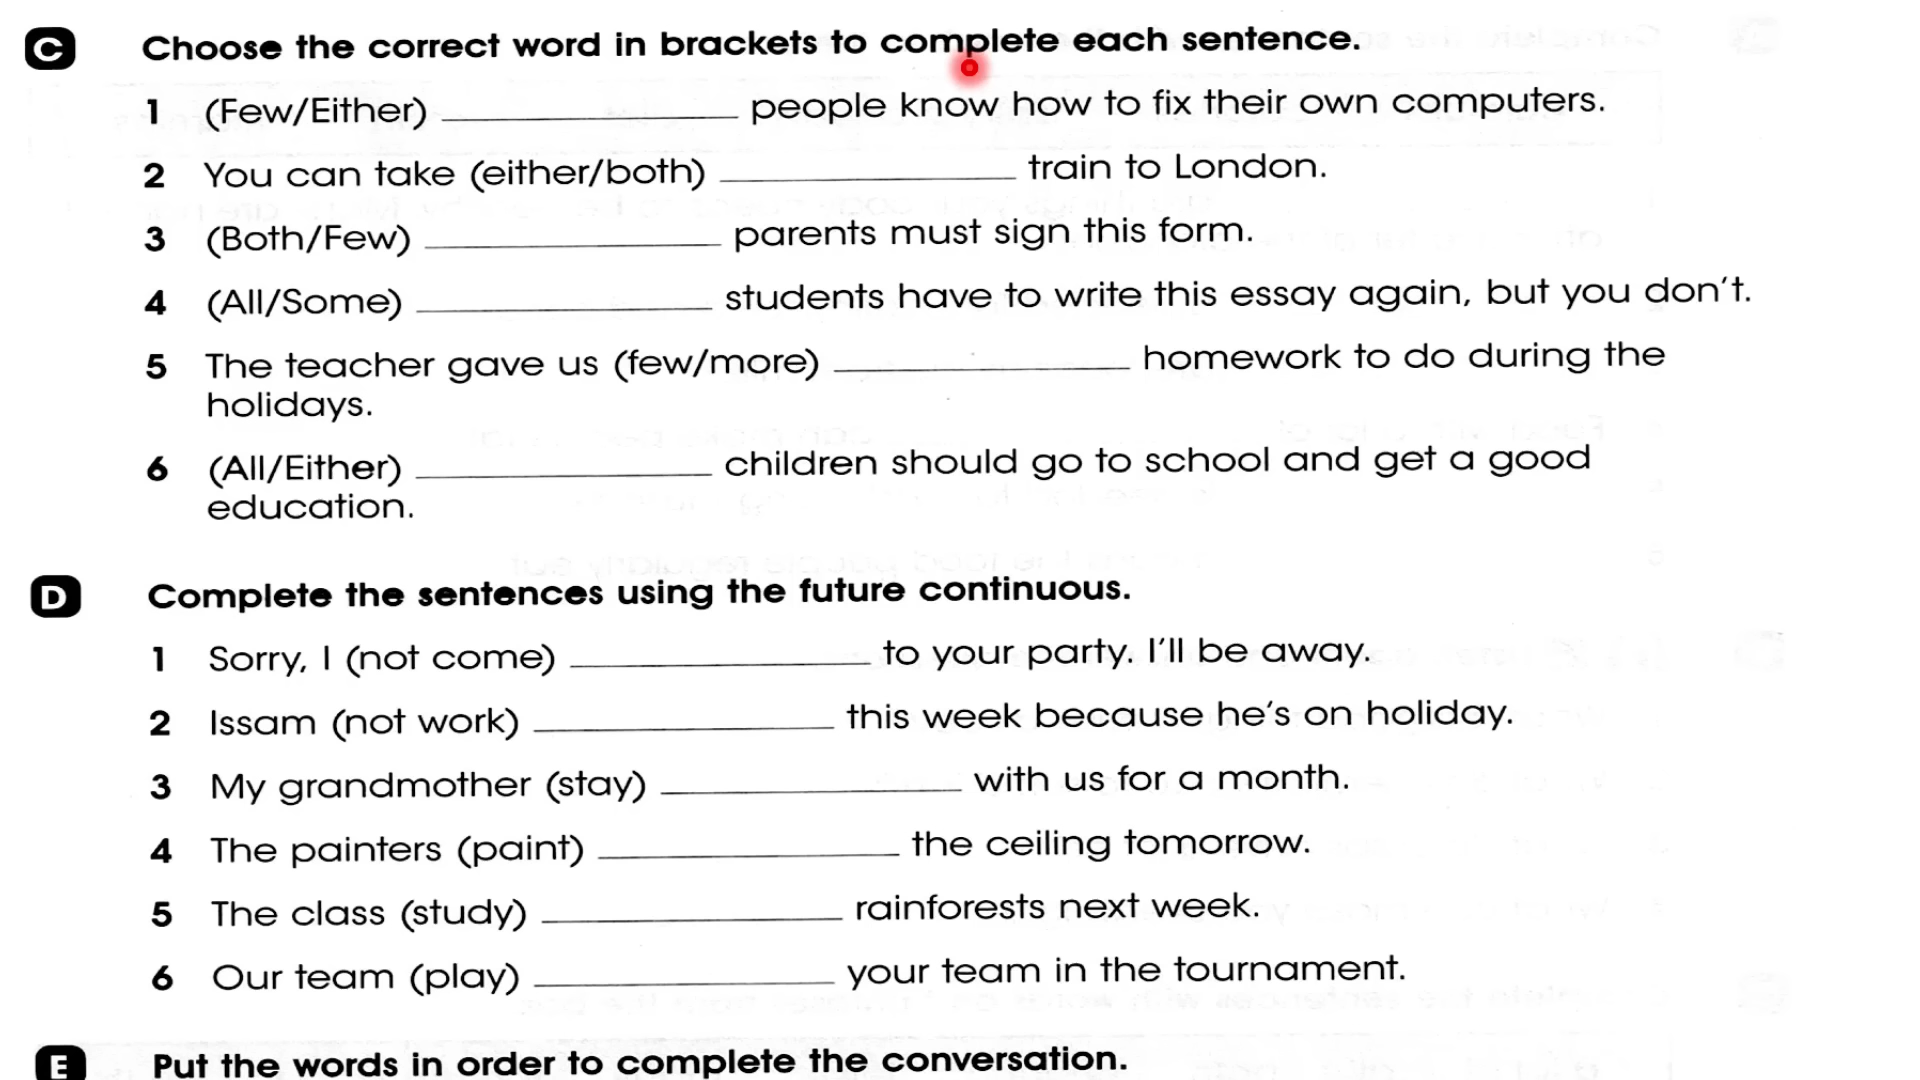 C Choose the correct word in brackets to complete each sentence.
1 (Few/Either) ____________ people know how to fix their own computers.
2 You can take (either/both) ____________ train to London.
3 (Both/Few) ____________ parents must sign this form.
4 (All/Some) ____________ students have to write this essay again, but you don't.
5 The teacher gave us (few/more) ____________ homework to do during the
holidays.
6 (All/Either) ____________ children should go to school and get a good
education.
D Complete the sentences using the future continuous.
1 Sorry, I (not come) ____________ to your party. I'll be away.
2 Issam (not work) ____________ this week because he's on holiday.
3 My grandmother (stay) ____________ with us for a month.
4 The painters (paint) ____________ the ceiling tomorrow.
5 The class (study) ____________ rainforests next week.
6 Our team (play) ____________ your team in the tournament.
E Put the words in order to complete the conversation.